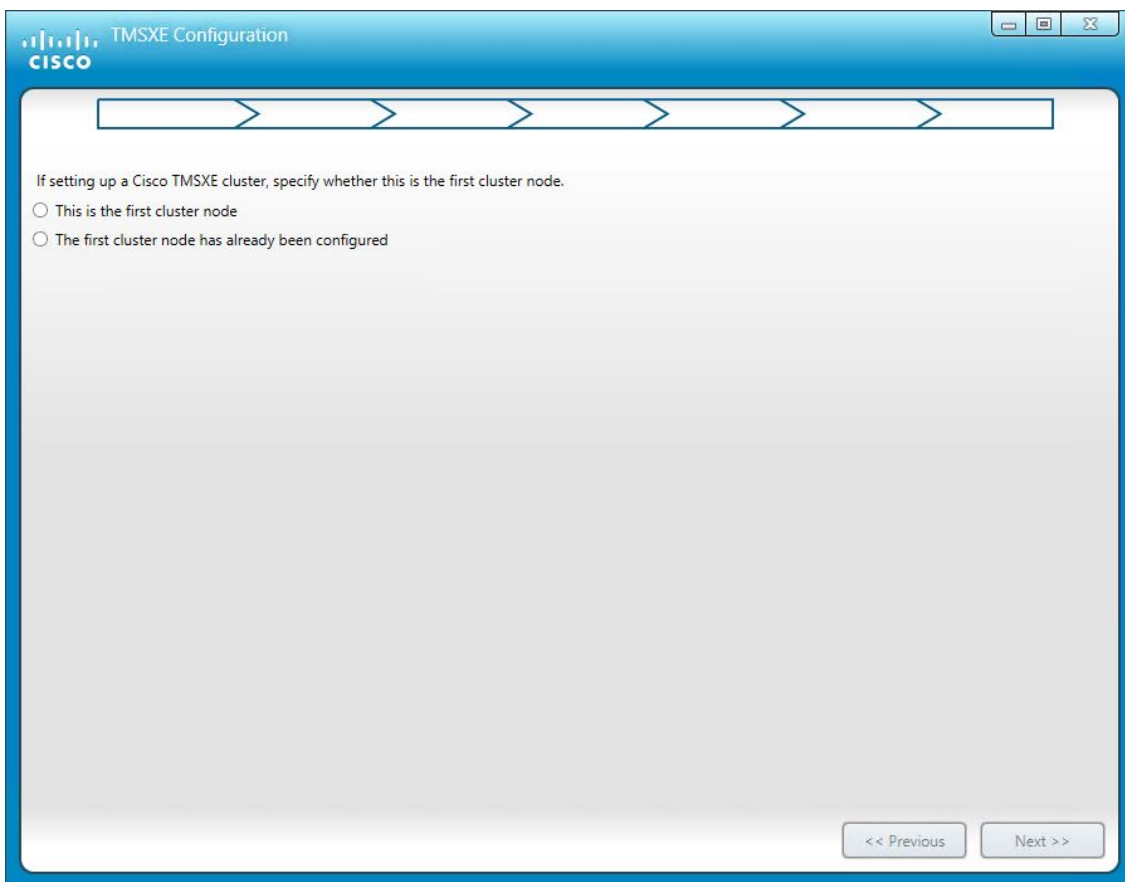 TMSXE Configuration
CISCO
If setting up a Cisco TMSXE cluster, specify whether this is the first cluster node.
This is the first cluster node
The first cluster node has already been configured
<< Previous
Next >>